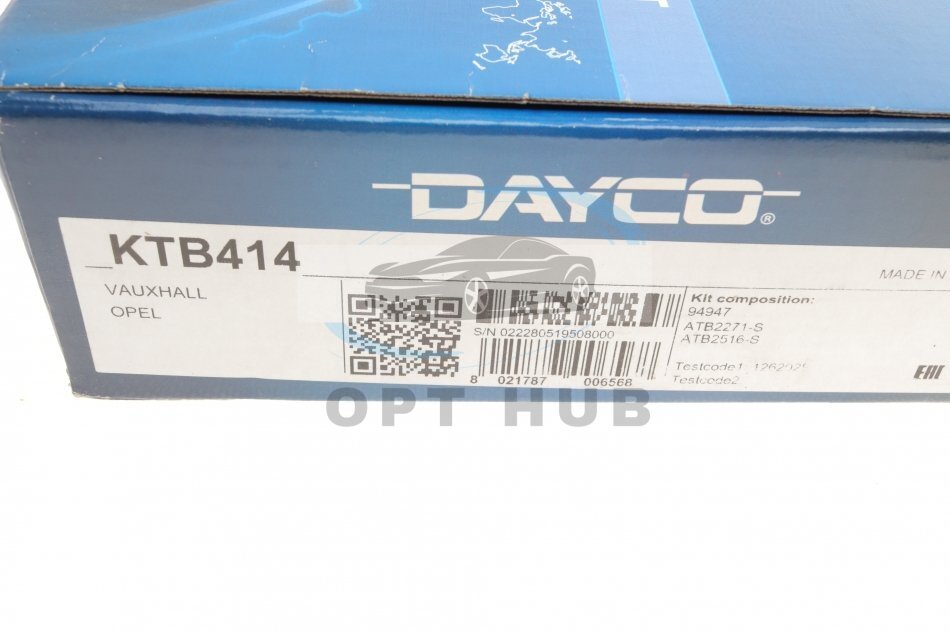 T
DAYCO®
KTB414
VAUXHALL
OPEL
MADE IN
S/N 022280519508000
8 021787 006568
Kit composition:
94947
ATB2271-S
ATB2516-S
Testcode1
Testcode2
EAC
OPT HUB